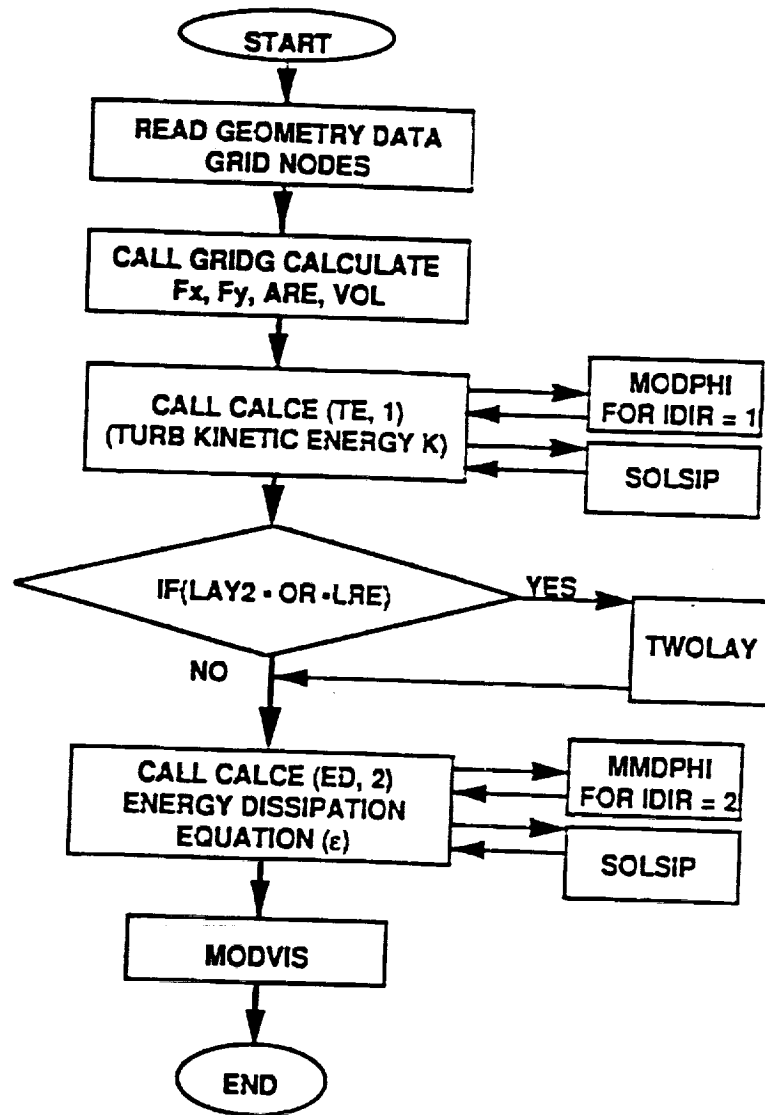 START
READ GEOMETRY DATA
GRID NODES
CALL GRIDG CALCULATE
Fx, Fy, ARE, VOL
CALL CALCE (TE, 1)
(TURB KINETIC ENERGY K)
MODPHI
FOR IDIR = 1
SOLSIP
IF(LAY2 • OR •LRE)
YES
TWOLAY
NO
CALL CALCE (ED, 2)
ENERGY DISSIPATION
EQUATION (ε)
MMDPHI
FOR IDIR = 2
SOLSIP
MODVIS
END